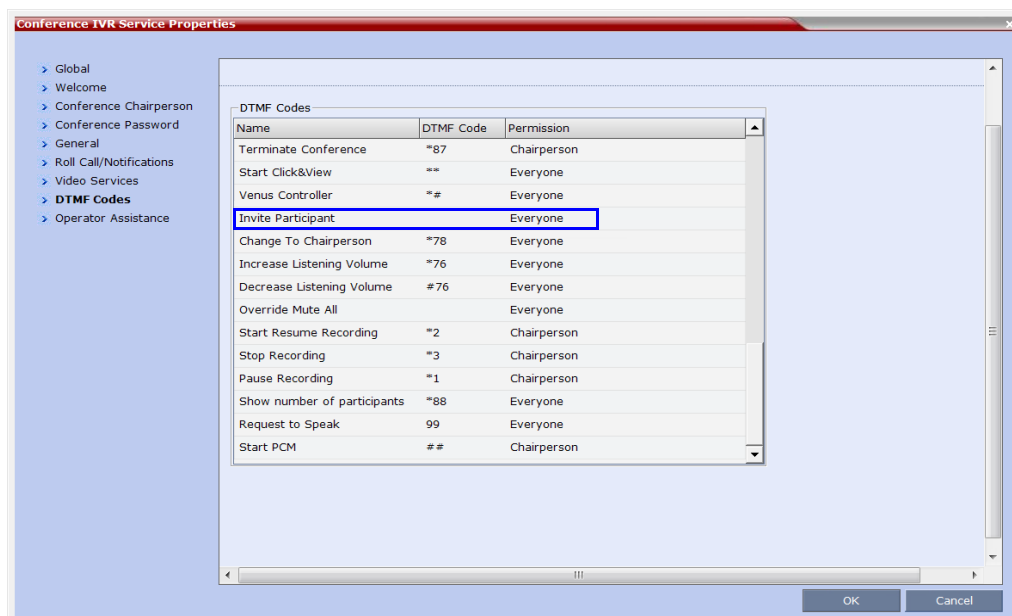 Conference IVR Service Properties
Global
Welcome
Conference Chairperson
Conference Password
General
Roll Call/Notifications
Video Services
DTMF Codes
Operator Assistance
DTMF Codes
Name DTMF Code Permission
Terminate Conference *87 Chairperson
Start Click&View ** Everyone
Venus Controller *# Everyone
Invite Participant Everyone
Change To Chairperson *78 Everyone
Increase Listening Volume *76 Everyone
Decrease Listening Volume #76 Everyone
Override Mute All Everyone
Start Resume Recording *2 Chairperson
Stop Recording *3 Chairperson
Pause Recording *1 Chairperson
Show number of participants *88 Everyone
Request to Speak 99 Everyone
Start PCM ## Chairperson
OK Cancel